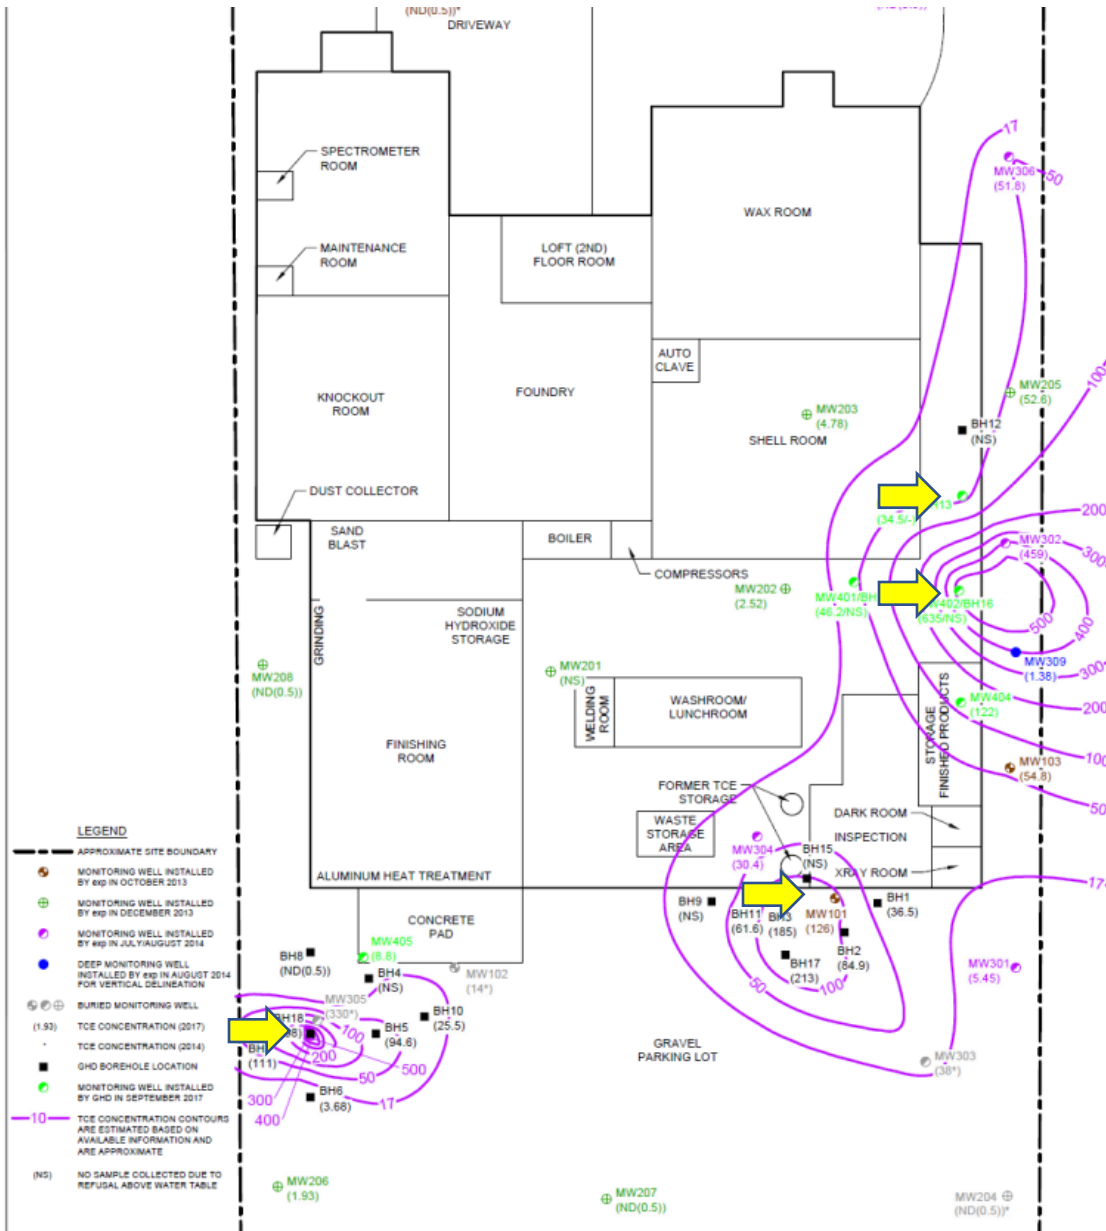 (ND(0.5))*
DRIVEWAY
SPECTROMETER
ROOM
MAINTENANCE
ROOM
LOFT (2ND)
FLOOR ROOM
WAX ROOM
17
MW306
(51.8)
50
KNOCKOUT
ROOM
FOUNDRY
AUTO
CLAVE
MW203
(4.78)
SHELL ROOM
100
MW205
(52.6)
BH12
(NS)
DUST COLLECTOR
SAND
BLAST
BOILER
COMPRESSORS
(34.5/-)
200
MW302
(459)
300
GRINDING
SODIUM
HYDROXIDE
STORAGE
MW202
(2.52)
MW401/BH
(46.2/NS)
W402/BH16
(635/NS)
500
400
MW208
(ND(0.5))
MW201
(NS)
MW309
(1.38)
300
WELDING
ROOM
WASHROOM/
LUNCHROOM
STORAGE
FINISHED PRODUCTS
MW404
(122)
200
FINISHING
ROOM
100
MW103
(54.8)
FORMER TCE
STORAGE
50
WASTE
STORAGE
AREA
DARK ROOM
INSPECTION
XRAY ROOM
MW304
(30.4)
BH15
(NS)
ALUMINUM HEAT TREATMENT
17
CONCRETE
PAD
BH9
(NS)
BH11
(61.6)
BH3
(185)
MW101
(126)
BH1
(36.5)
BH2
(84.9)
BH17
(213)
50
100
MW405
(8.8)
BH8
(ND(0.5))
BH4
(NS)
MW102
(14*)
MW301
(5.45)
MW305
(330*)
BH18
BH10
(25.5)
BH5
(94.6)
100
200
(111)
50
500
17
300
400
BH6
(3.68)
GRAVEL
PARKING LOT
MW303
(38*)
MW206
(1.93)
MW207
(ND(0.5))
MW204
(ND(0.5))*
LEGEND
APPROXIMATE SITE BOUNDARY
MONITORING WELL INSTALLED
BY exp IN OCTOBER 2013
MONITORING WELL INSTALLED
BY exp IN DECEMBER 2013
MONITORING WELL INSTALLED
BY exp IN JULY/AUGUST 2014
DEEP MONITORING WELL
INSTALLED BY exp IN AUGUST 2014
FOR VERTICAL DELINEATION
BURIED MONITORING WELL
(1.93) TCE CONCENTRATION (2017)
* TCE CONCENTRATION (2014)
GHD BOREHOLE LOCATION
MONITORING WELL INSTALLED
BY GHD IN SEPTEMBER 2017
10 TCE CONCENTRATION CONTOURS
ARE ESTIMATED BASED ON
AVAILABLE INFORMATION AND
ARE APPROXIMATE
(NS) NO SAMPLE COLLECTED DUE TO
REFUSAL ABOVE WATER TABLE